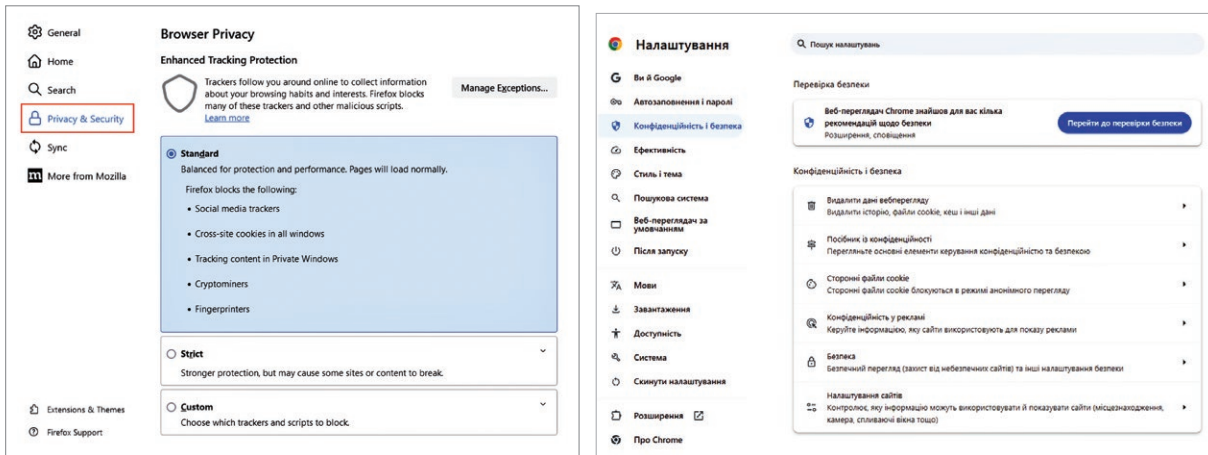 General
Home
Search
Privacy & Security
Sync
More from Mozilla
Extensions & Themes
Firefox Support
Browser Privacy
Enhanced Tracking Protection
Trackers follow you around online to collect information
about your browsing habits and interests. Firefox blocks
many of these trackers and other malicious scripts.
Learn more
Manage Exceptions...
Standard
Balanced for protection and performance. Pages will load normally.
Firefox blocks the following:
• Social media trackers
• Cross-site cookies in all windows
• Tracking content in Private Windows
• Cryptominers
• Fingerprinters
Strict
Stronger protection, but may cause some sites or content to break.
Custom
Choose which trackers and scripts to block.
Налаштування
Ви й Google
Автозаповнення і паролі
Конфіденційність і безпека
Ефективність
Стиль і тема
Пошукова система
Веб-переглядач за
умовчанням
Після запуску
Мови
Завантаження
Доступність
Система
Скинути налаштування
Розширення
Про Chrome
Пошук налаштувань
Перевірка безпеки
Веб-переглядач Chrome знайшов для вас кілька
рекомендацій щодо безпеки
Розширення, сповіщення
Перейти до перевірки безпеки
Конфіденційність і безпека
Видалити дані вебперегляду
Видалити історію, файли cookie, кеш і інші дані
Посібник із конфіденційності
Перегляньте основні елементи керування конфіденційністю та безпекою
Сторонні файли cookie
Сторонні файли cookie блокуються в режимі анонімного перегляду
Конфіденційність у рекламі
Керуйте інформацією, яку сайти використовують для показу реклами
Безпека
Безпечний перегляд (захист від небезпечних сайтів) та інші налаштування безпеки
Налаштування сайтів
Контролює, яку інформацію можуть використовувати й показувати сайти (місцезнаходження,
камера, спливаючі вікна тощо)